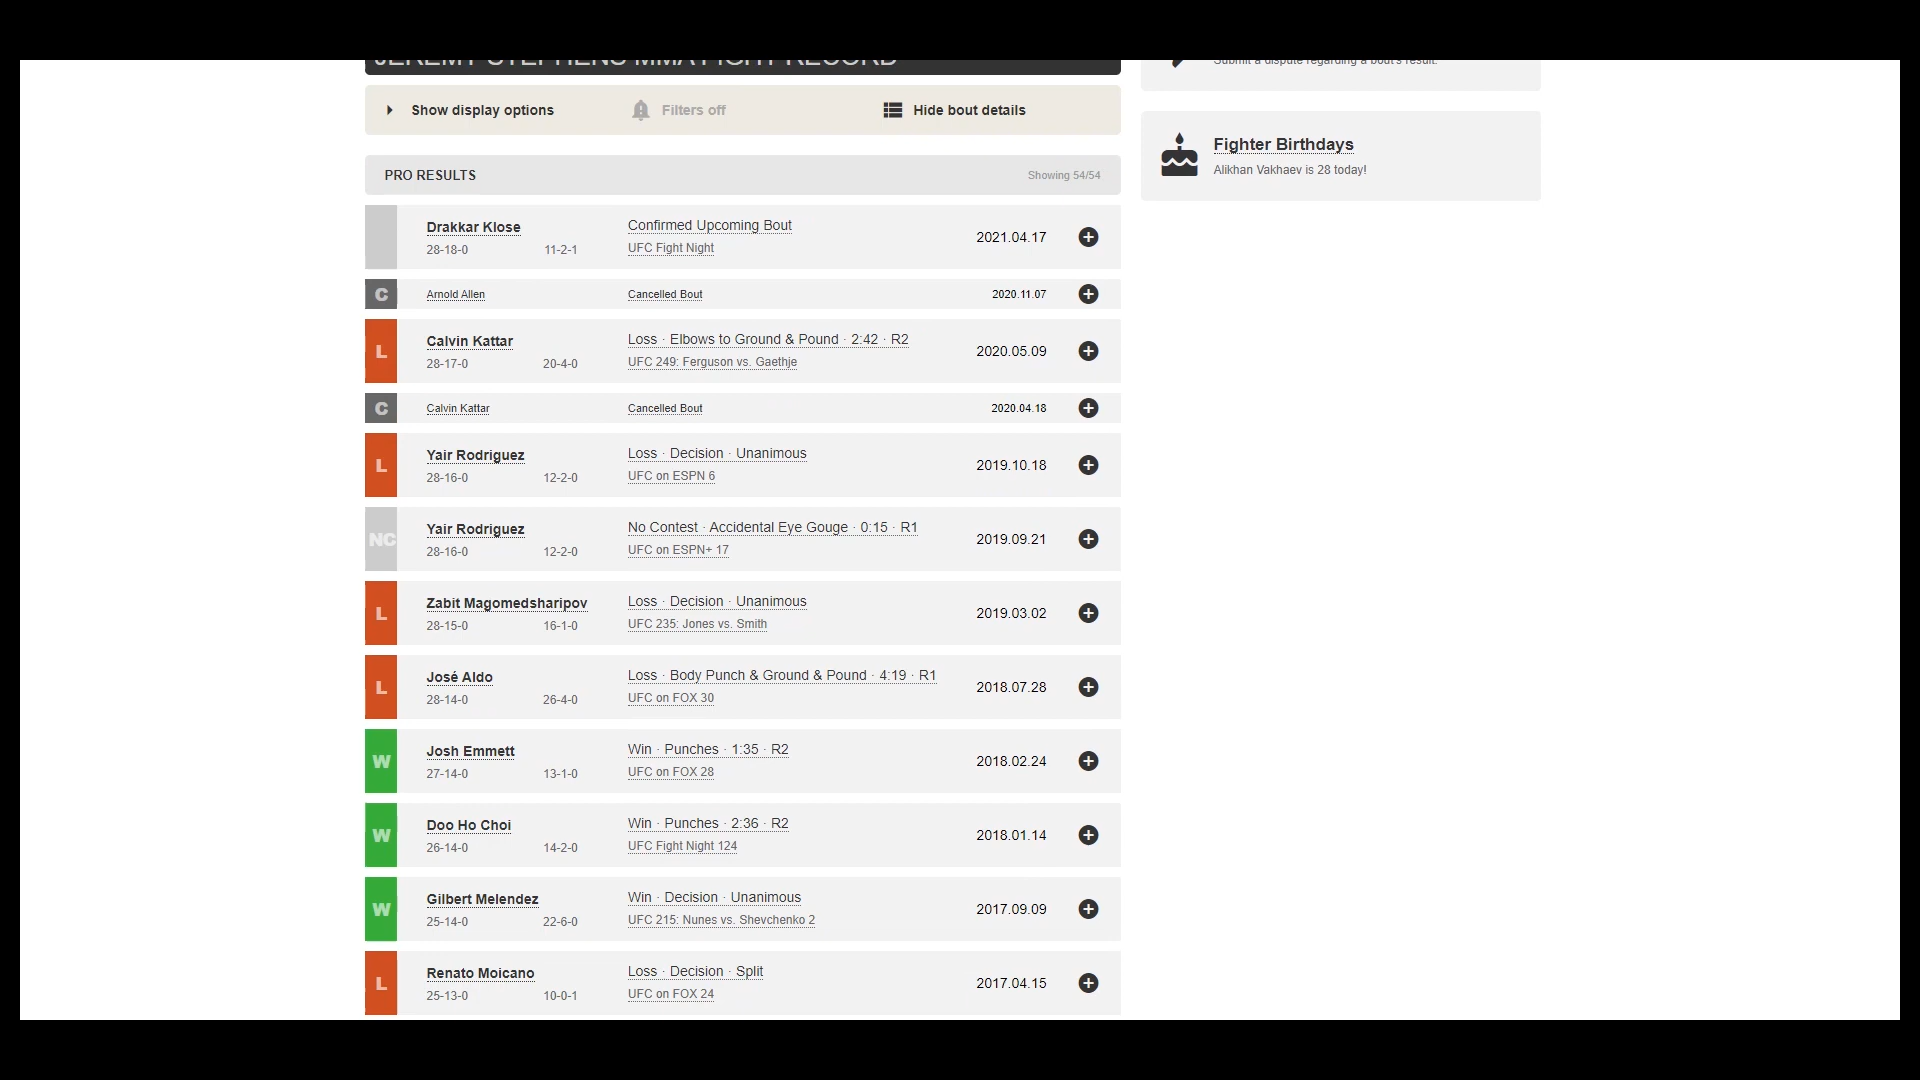 JEREMY STEPHENS MMA FIGHT RECORD
Submit a dispute regarding a bout's result.
Show display options
Filters off
Hide bout details
Fighter Birthdays
Alikhan Vakhaev is 28 today!
PRO RESULTS
Showing 54/54
Drakkar Klose
28-18-0 11-2-1
Confirmed Upcoming Bout
UFC Fight Night
2021.04.17
C
Arnold Allen
Cancelled Bout
2020.11.07
L
Calvin Kattar
28-17-0 20-4-0
Loss · Elbows to Ground & Pound · 2:42 · R2
UFC 249: Ferguson vs. Gaethje
2020.05.09
C
Calvin Kattar
Cancelled Bout
2020.04.18
L
Yair Rodriguez
28-16-0 12-2-0
Loss · Decision · Unanimous
UFC on ESPN 6
2019.10.18
NC
Yair Rodriguez
28-16-0 12-2-0
No Contest · Accidental Eye Gouge · 0:15 · R1
UFC on ESPN+ 17
2019.09.21
L
Zabit Magomedsharipov
28-15-0 16-1-0
Loss · Decision · Unanimous
UFC 235: Jones vs. Smith
2019.03.02
L
José Aldo
28-14-0 26-4-0
Loss · Body Punch & Ground & Pound · 4:19 · R1
UFC on FOX 30
2018.07.28
W
Josh Emmett
27-14-0 13-1-0
Win · Punches · 1:35 · R2
UFC on FOX 28
2018.02.24
W
Doo Ho Choi
26-14-0 14-2-0
Win · Punches · 2:36 · R2
UFC Fight Night 124
2018.01.14
W
Gilbert Melendez
25-14-0 22-6-0
Win · Decision · Unanimous
UFC 215: Nunes vs. Shevchenko 2
2017.09.09
L
Renato Moicano
25-13-0 10-0-1
Loss · Decision · Split
UFC on FOX 24
2017.04.15